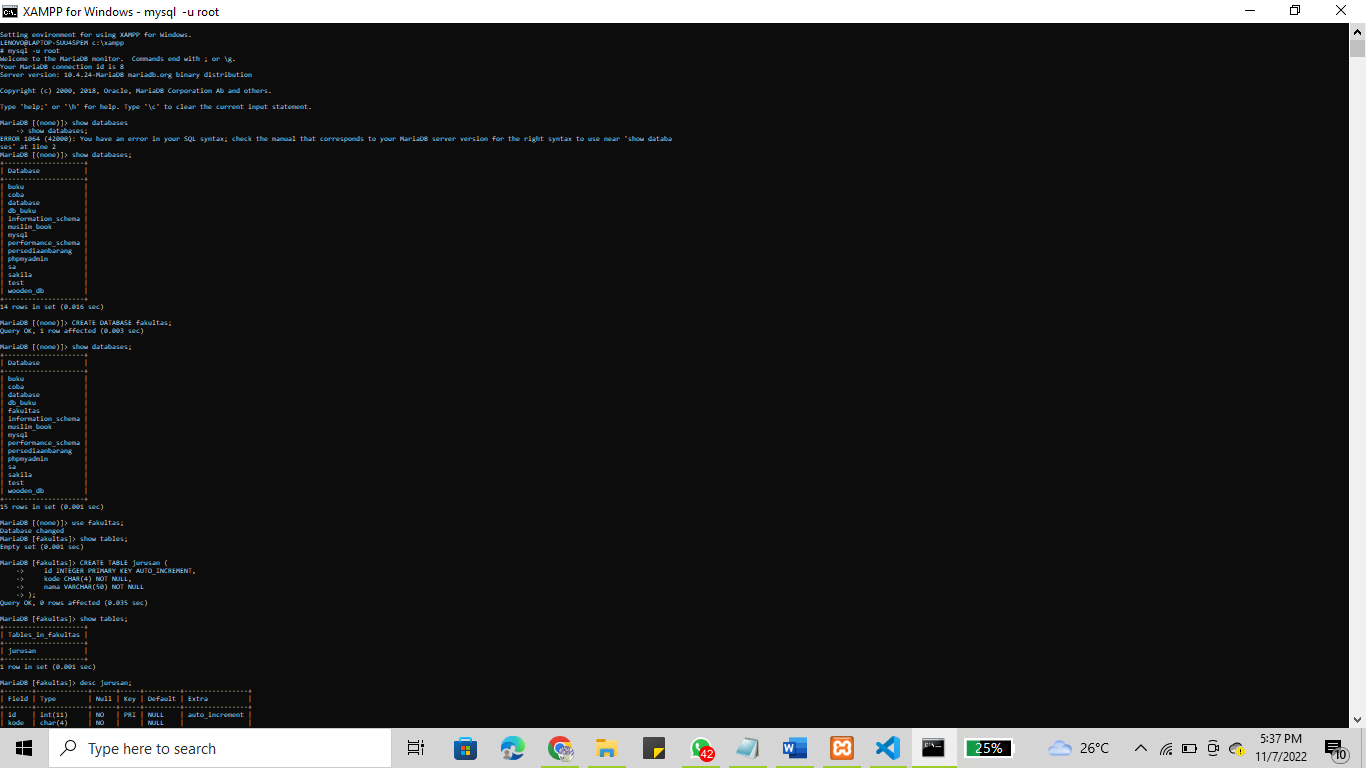 XAMPP for Windows - mysql  -u root
Setting environment for using XAMPP for Windows.
LENOVO@LAPTOP-SUU4SPEM c:\xampp
# mysql -u root
Welcome to the MariaDB monitor.  Commands end with ; or \g.
Your MariaDB connection id is 8
Server version: 10.4.24-MariaDB mariadb.org binary distribution
Copyright (c) 2000, 2018, Oracle, MariaDB Corporation Ab and others.
Type 'help;' or '\h' for help. Type '\c' to clear the current input statement.
MariaDB [(none)]> show databases
    -> show databases;
ERROR 1064 (42000): You have an error in your SQL syntax; check the manual that corresponds to your MariaDB server version for the right syntax to use near 'show databa
ses' at line 2
MariaDB [(none)]> show databases;
+--------------------+
| Database           |
+--------------------+
| buku               |
| coba               |
| database           |
| db_buku            |
| information_schema |
| muslim_book        |
| mysql              |
| performance_schema |
| persediaanbarang   |
| phpmyadmin         |
| sa                 |
| sakila             |
| test               |
| wooden_db          |
+--------------------+
14 rows in set (0.016 sec)
MariaDB [(none)]> CREATE DATABASE fakultas;
Query OK, 1 row affected (0.003 sec)
MariaDB [(none)]> show databases;
+--------------------+
| Database           |
+--------------------+
| buku               |
| coba               |
| database           |
| db_buku            |
| fakultas           |
| information_schema |
| muslim_book        |
| mysql              |
| performance_schema |
| persediaanbarang   |
| phpmyadmin         |
| sa                 |
| sakila             |
| test               |
| wooden_db          |
+--------------------+
15 rows in set (0.001 sec)
MariaDB [(none)]> use fakultas;
Database changed
MariaDB [fakultas]> show tables;
Empty set (0.001 sec)
MariaDB [fakultas]> CREATE TABLE jurusan (
    ->     id INTEGER PRIMARY KEY AUTO_INCREMENT,
    ->     kode CHAR(4) NOT NULL,
    ->     nama VARCHAR(50) NOT NULL
    -> );
Query OK, 0 rows affected (0.035 sec)
MariaDB [fakultas]> show tables;
+--------------------+
| Tables_in_fakultas |
+--------------------+
| jurusan            |
+--------------------+
1 row in set (0.001 sec)
MariaDB [fakultas]> desc jurusan;
+-------+-------------+------+-----+---------+----------------+
| Field | Type        | Null | Key | Default | Extra          |
+-------+-------------+------+-----+---------+----------------+
| id    | int(11)     | NO   | PRI | NULL    | auto_increment |
| kode  | char(4)     | NO   |     | NULL    |                |
Type here to search
42
25%
26°C
5:37 PM
11/7/2022
10